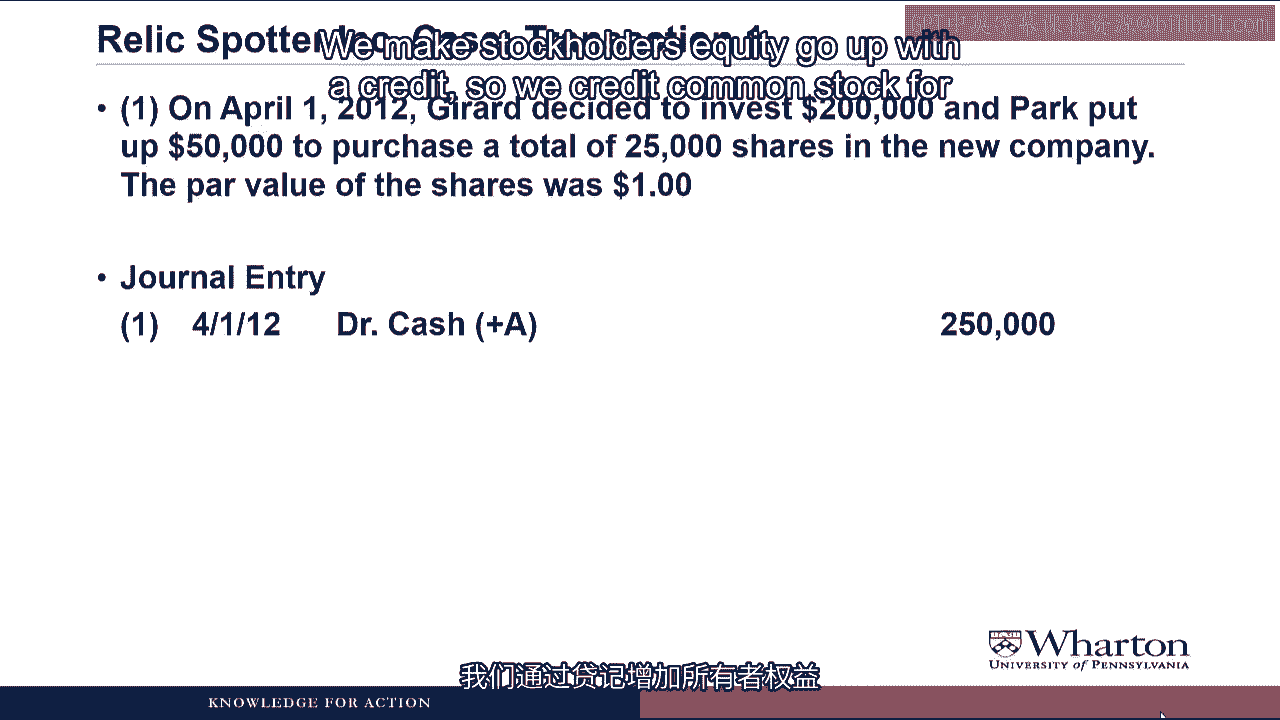 Relic Spotter Inc. Case: Transaction 1
We make stockholders equity go up with
a credit, so we credit common stock for
• (1) On April 1, 2012, Girard decided to invest $200,000 and Park put
up $50,000 to purchase a total of 25,000 shares in the new company.
The par value of the shares was $1.00
• Journal Entry
(1) 4/1/12 Dr. Cash (+A) 250,000
Wharton
UNIVERSITY of PENNSYLVANIA
我们通过贷记增加所有者权益
KNOWLEDGE FOR ACTION